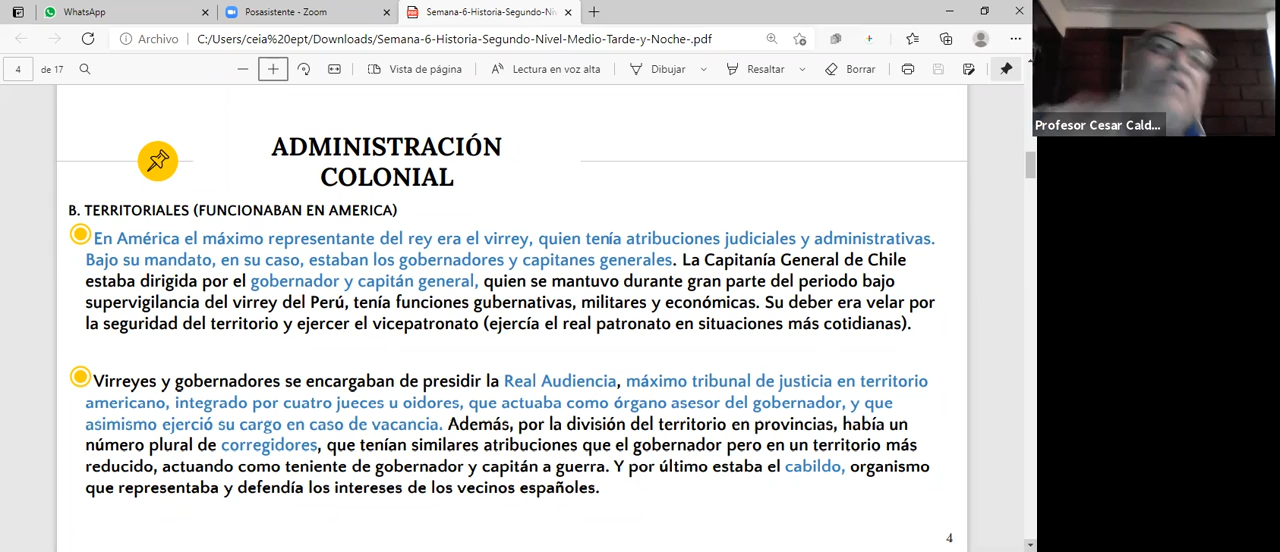 WhatsApp
Posasistente - Zoom
Semana-6-Historia-Segundo-Niv
Archivo
C:/Users/ceia%20ept/Downloads/Semana-6-Historia-Segundo-Nivel-Medio-Tarde-y-Noche-.pdf
4 de 17
Vista de página
Lectura en voz alta
Dibujar
Resaltar
Borrar
Profesor Cesar Cald...
ADMINISTRACIÓN
COLONIAL
B. TERRITORIALES (FUNCIONABAN EN AMERICA)
En América el máximo representante del rey era el virrey, quien tenía atribuciones judiciales y administrativas.
Bajo su mandato, en su caso, estaban los gobernadores y capitanes generales. La Capitanía General de Chile
estaba dirigida por el gobernador y capitán general, quien se mantuvo durante gran parte del periodo bajo
supervigilancia del virrey del Perú, tenía funciones gubernativas, militares y económicas. Su deber era velar por
la seguridad del territorio y ejercer el vicepatronato (ejercía el real patronato en situaciones más cotidianas).
Virreyes y gobernadores se encargaban de presidir la Real Audiencia, máximo tribunal de justicia en territorio
americano, integrado por cuatro jueces u oidores, que actuaba como órgano asesor del gobernador, y que
asimismo ejerció su cargo en caso de vacancia. Además, por la división del territorio en provincias, había un
número plural de corregidores, que tenían similares atribuciones que el gobernador pero en un territorio más
reducido, actuando como teniente de gobernador y capitán a guerra. Y por último estaba el cabildo, organismo
que representaba y defendía los intereses de los vecinos españoles.
4